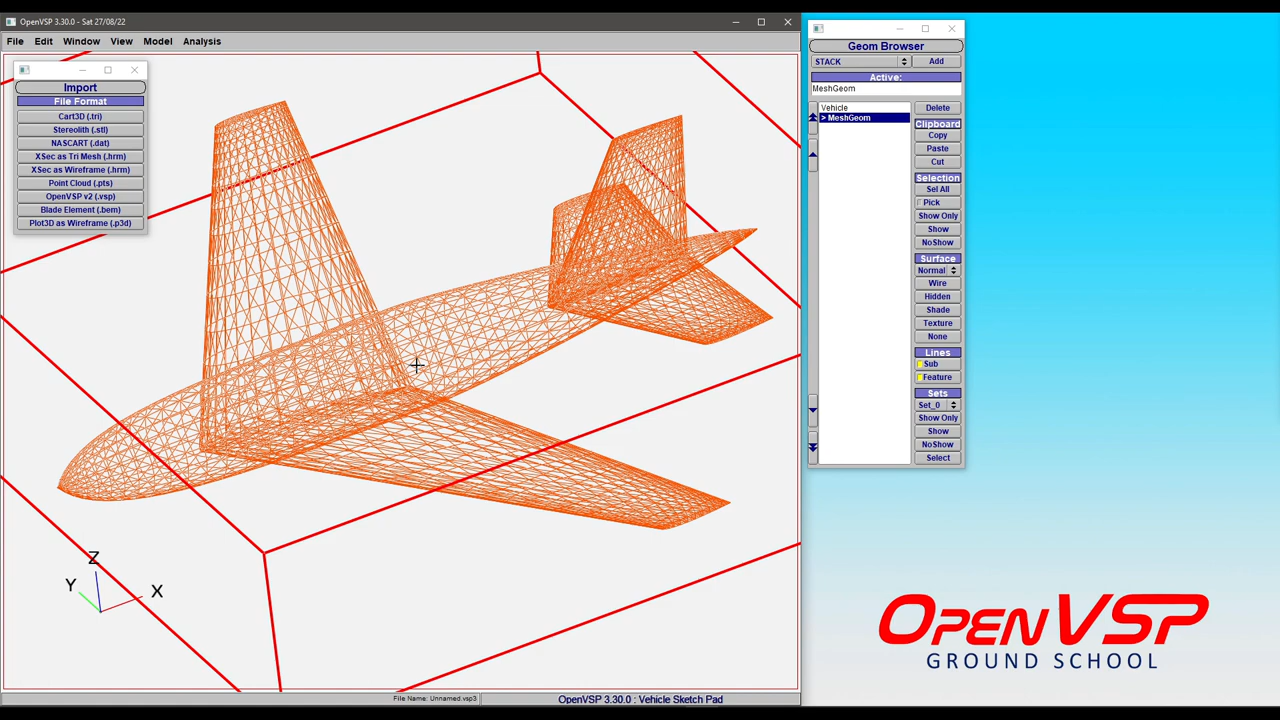 OpenVSP 3.30.0 - Sat 27/08/22
File Edit Window View Model Analysis
Import
File Format
Cart3D (.tri)
Stereolith (.stl)
NASCART (.dat)
XSec as Tri Mesh (.hrm)
XSec as Wireframe (.hrm)
Point Cloud (.pts)
OpenVSP v2 (.vsp)
Blade Element (.bem)
Plot3D as Wireframe (.p3d)
Z
Y
X
File Name: Unnamed.vsp3
OpenVSP 3.30.0 : Vehicle Sketch Pad
Geom Browser
STACK
Add
Active:
MeshGeom
Vehicle
> MeshGeom
Delete
Clipboard
Copy
Paste
Cut
Selection
Sel All
Pick
Show Only
Show
NoShow
Surface
Normal
Wire
Hidden
Shade
Texture
None
Lines
Sub
Feature
Sets
Set_0
Show Only
Show
NoShow
Select
OpenVSP
GROUND SCHOOL